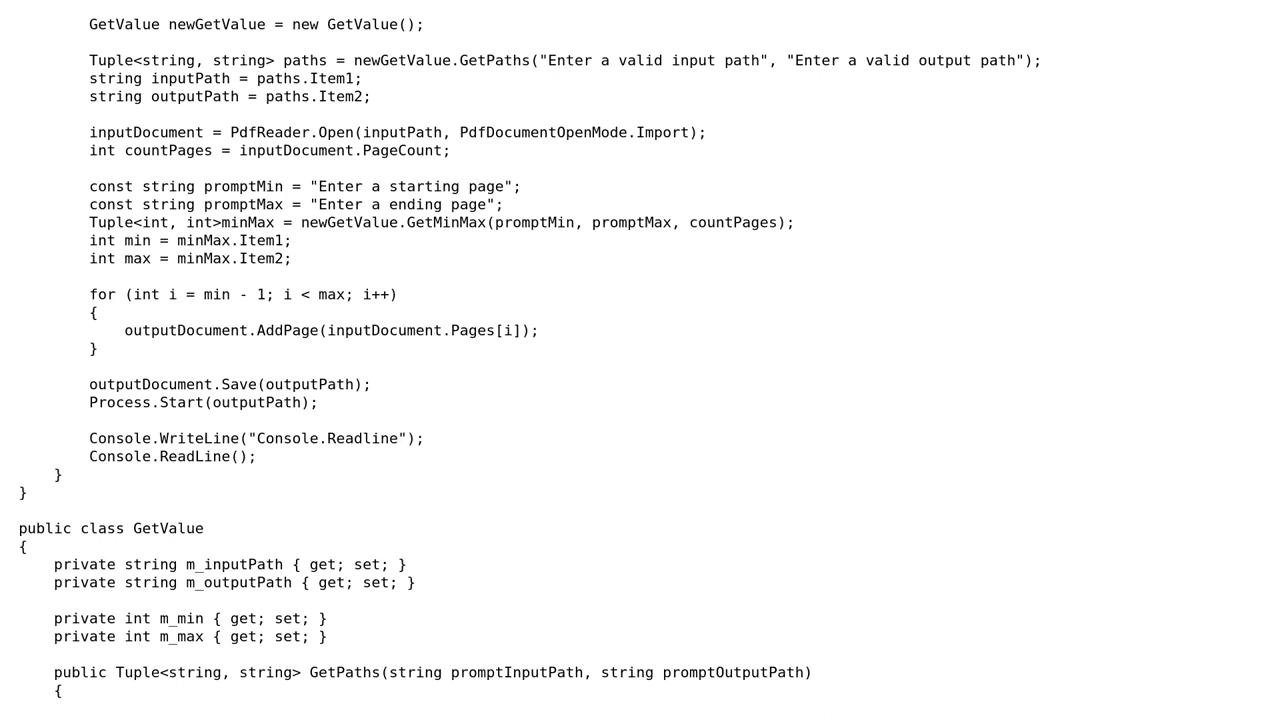 GetValue newGetValue = new GetValue();
Tuple<string, string> paths = newGetValue.GetPaths("Enter a valid input path", "Enter a valid output path");
string inputPath = paths.Item1;
string outputPath = paths.Item2;
inputDocument = PdfReader.Open(inputPath, PdfDocumentOpenMode.Import);
int countPages = inputDocument.PageCount;
const string promptMin = "Enter a starting page";
const string promptMax = "Enter a ending page";
Tuple<int, int>minMax = newGetValue.GetMinMax(promptMin, promptMax, countPages);
int min = minMax.Item1;
int max = minMax.Item2;
for (int i = min - 1; i < max; i++)
{
outputDocument.AddPage(inputDocument.Pages[i]);
}
outputDocument.Save(outputPath);
Process.Start(outputPath);
Console.WriteLine("Console.Readline");
Console.ReadLine();
}
}
public class GetValue
{
private string m_inputPath { get; set; }
private string m_outputPath { get; set; }
private int m_min { get; set; }
private int m_max { get; set; }
public Tuple<string, string> GetPaths(string promptInputPath, string promptOutputPath)
{